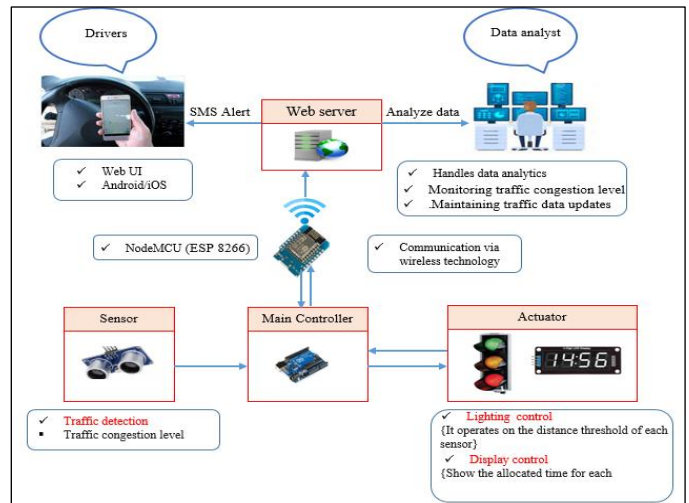 Drivers
Data analyst
SMS Alert
Web server
Analyze data
✓ Web UI
✓ Android/iOS
✓ Handles data analytics
✓ Monitoring traffic congestion level
✓ .Maintaining traffic data updates
✓ NodeMCU (ESP 8266)
✓ Communication via
wireless technology
Sensor
Main Controller
Actuator
14:56
✓ Traffic detection
▪ Traffic congestion level
✓ Lighting control
{It operates on the distance threshold of each
sensor}
✓ Display control
{Show the allocated time for each